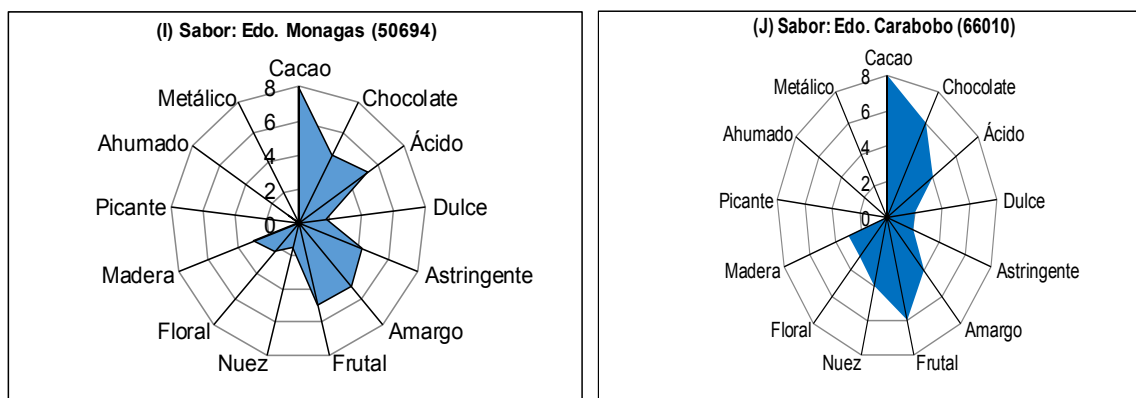 (I) Sabor: Edo. Monagas (50694)
Cacao
Chocolate
Ácido
Dulce
Astringente
Amargo
Frutal
Nuez
Floral
Madera
Picante
Ahumado
Metálico
8
6
4
2
0
(J) Sabor: Edo. Carabobo (66010)
Cacao
Chocolate
Ácido
Dulce
Astringente
Amargo
Frutal
Nuez
Floral
Madera
Picante
Ahumado
Metálico
8
6
4
2
0